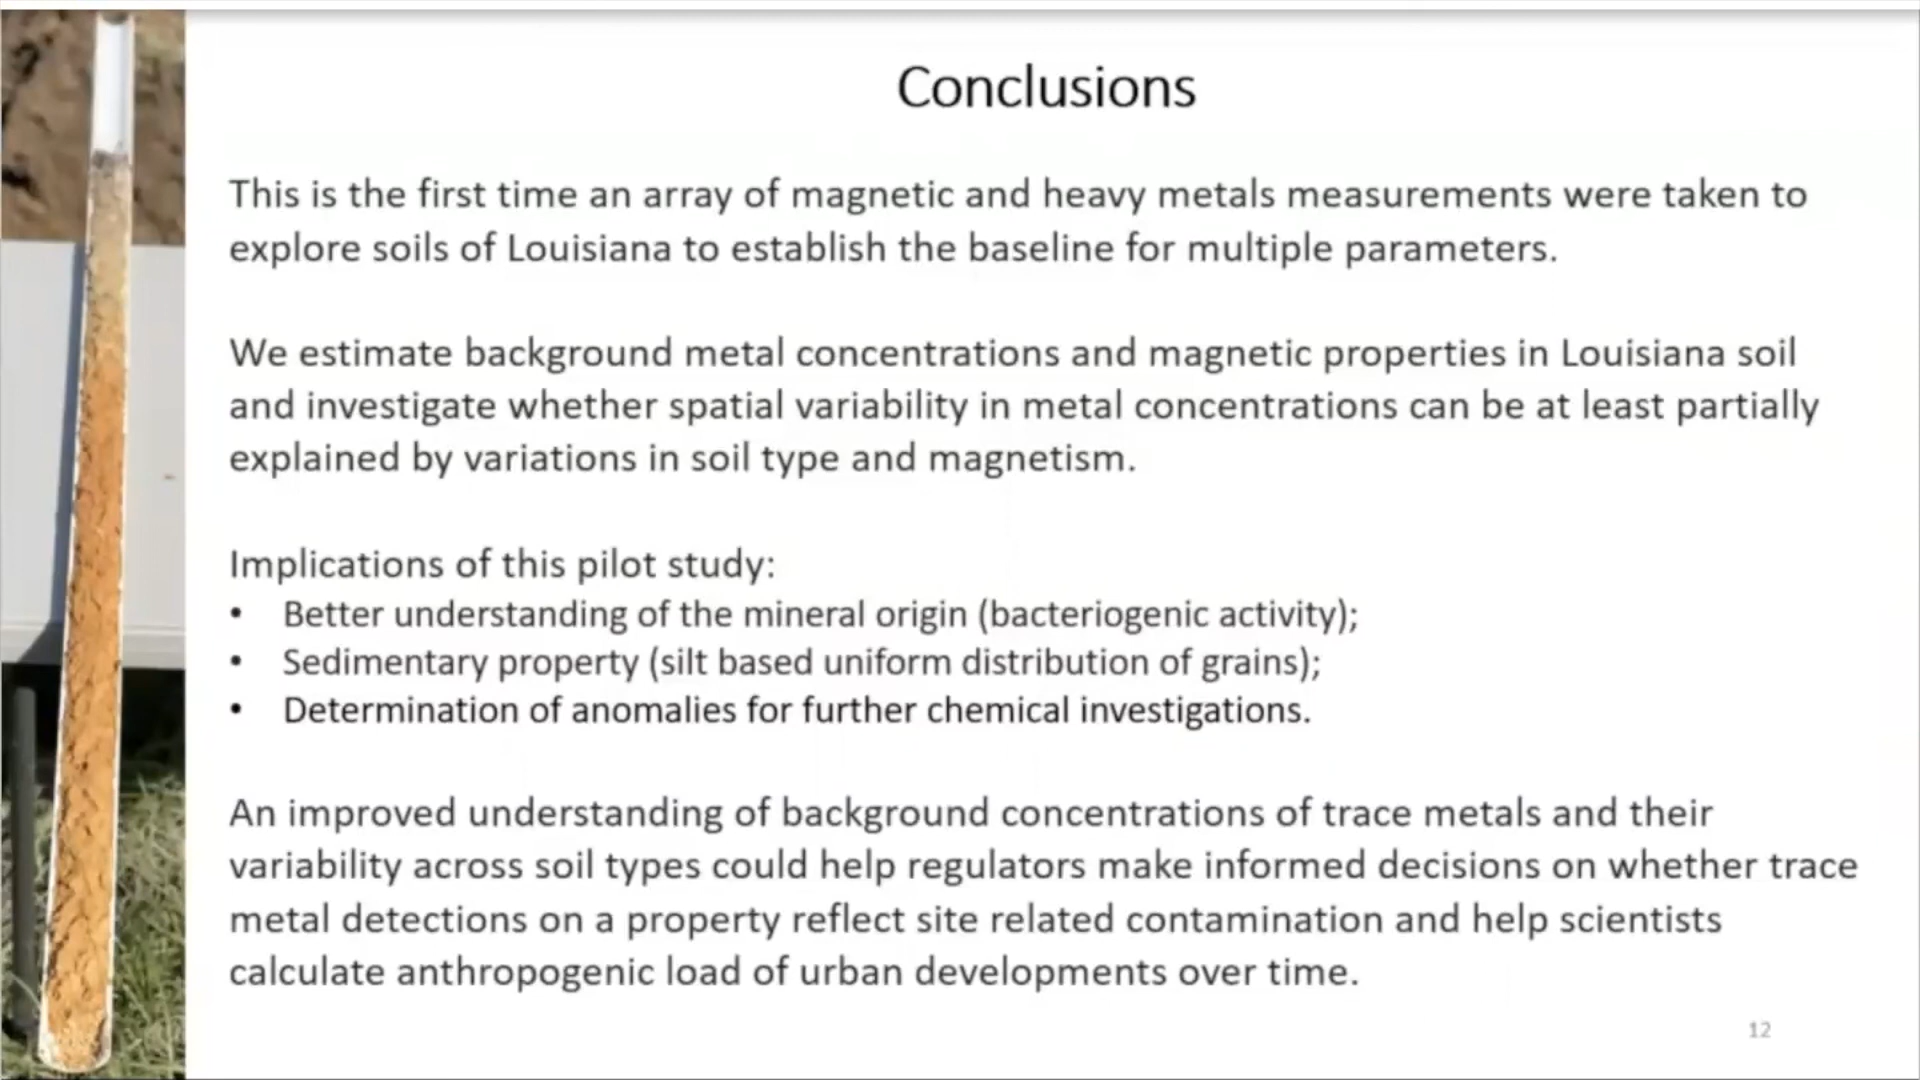 Conclusions
This is the first time an array of magnetic and heavy metals measurements were taken to
explore soils of Louisiana to establish the baseline for multiple parameters.
We estimate background metal concentrations and magnetic properties in Louisiana soil
and investigate whether spatial variability in metal concentrations can be at least partially
explained by variations in soil type and magnetism.
Implications of this pilot study:
• Better understanding of the mineral origin (bacteriogenic activity);
• Sedimentary property (silt based uniform distribution of grains);
• Determination of anomalies for further chemical investigations.
An improved understanding of background concentrations of trace metals and their
variability across soil types could help regulators make informed decisions on whether trace
metal detections on a property reflect site related contamination and help scientists
calculate anthropogenic load of urban developments over time.
12